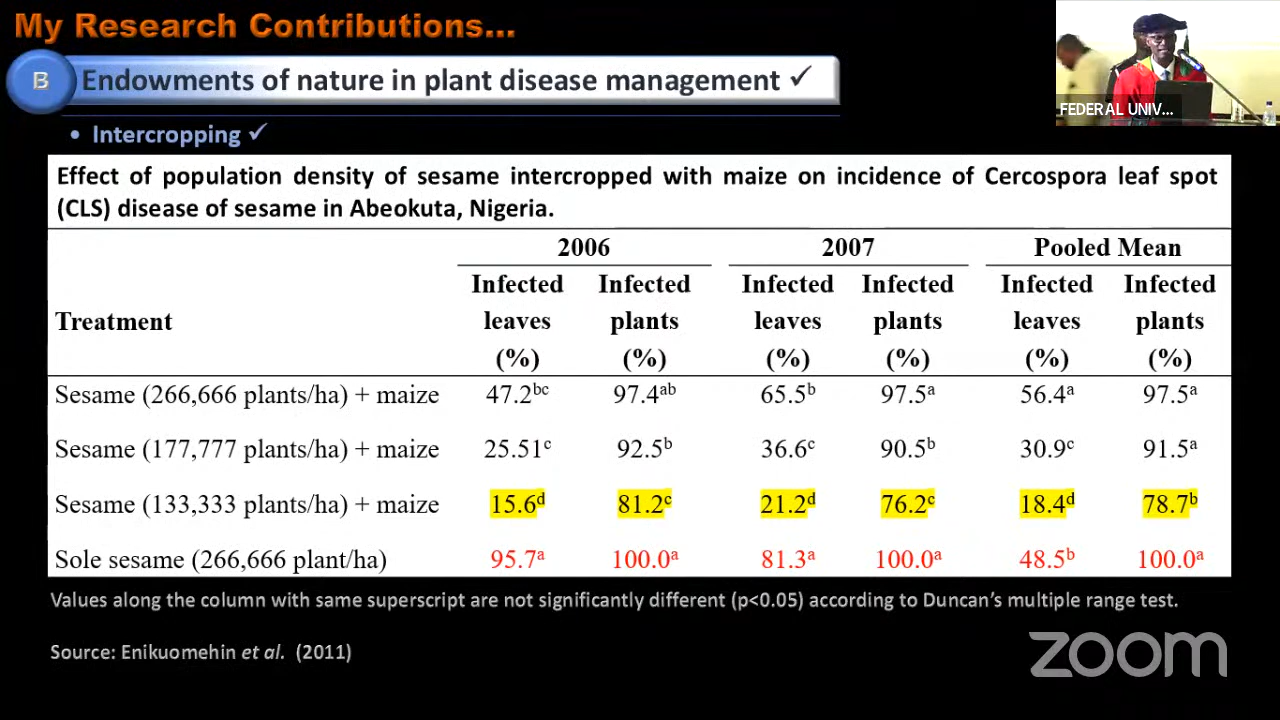 My Research Contributions...
B
Endowments of nature in plant disease management ✓
• Intercropping ✓
FEDERAL UNIV...
Effect of population density of sesame intercropped with maize on incidence of Cercospora leaf spot
(CLS) disease of sesame in Abeokuta, Nigeria.
2006 2007 Pooled Mean
Treatment Infected leaves (%) Infected plants (%) Infected leaves (%) Infected plants (%) Infected leaves (%) Infected plants (%)
Sesame (266,666 plants/ha) + maize 47.2bc 97.4ab 65.5b 97.5a 56.4a 97.5a
Sesame (177,777 plants/ha) + maize 25.51c 92.5b 36.6c 90.5b 30.9c 91.5a
Sesame (133,333 plants/ha) + maize 15.6d 81.2c 21.2d 76.2c 18.4d 78.7b
Sole sesame (266,666 plant/ha) 95.7a 100.0a 81.3a 100.0a 48.5b 100.0a
Values along the column with same superscript are not significantly different (p<0.05) according to Duncan's multiple range test.
Source: Enikuomehin et al. (2011)
zoom